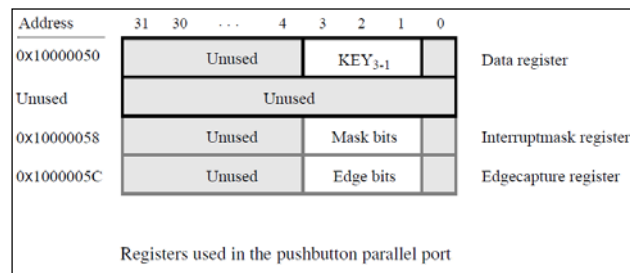 Address 31 30 · · · 4 3 2 1 0
0x10000050 Unused KEY₃₋₁ Data register
Unused Unused
0x10000058 Unused Mask bits Interruptmask register
0x1000005C Unused Edge bits Edgecapture register
Registers used in the pushbutton parallel port